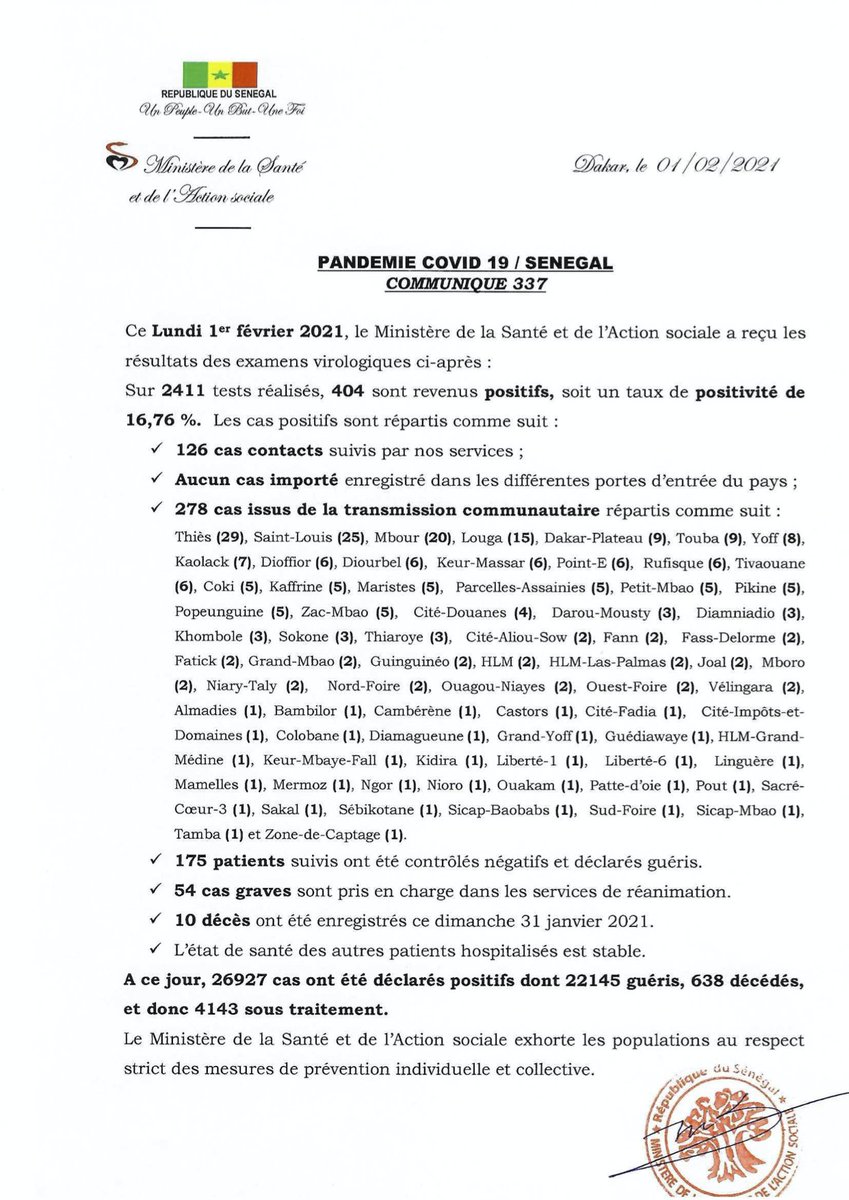 REPUBLIQUE DU SENEGAL
Un Peuple-Un But-Une Foi
Ministère de la Santé
et de l'Action sociale
Dakar, le 01/02/2021
PANDEMIE COVID 19 / SENEGAL
COMMUNIQUE 337
Ce Lundi 1er février 2021, le Ministère de la Santé et de l'Action sociale a reçu les
résultats des examens virologiques ci-après :
Sur 2411 tests réalisés, 404 sont revenus positifs, soit un taux de positivité de
16,76 %. Les cas positifs sont répartis comme suit :
✓ 126 cas contacts suivis par nos services ;
✓ Aucun cas importé enregistré dans les différentes portes d'entrée du pays ;
✓ 278 cas issus de la transmission communautaire répartis comme suit :
Thiès (29), Saint-Louis (25), Mbour (20), Louga (15), Dakar-Plateau (9), Touba (9), Yoff (8),
Kaolack (7), Dioffior (6), Diourbel (6), Keur-Massar (6), Point-E (6), Rufisque (6), Tivaouane
(6), Coki (5), Kaffrine (5), Maristes (5), Parcelles-Assainies (5), Petit-Mbao (5), Pikine (5),
Popeunguine (5), Zac-Mbao (5), Cité-Douanes (4), Darou-Mousty (3), Diamniadio (3),
Khombole (3), Sokone (3), Thiaroye (3), Cité-Aliou-Sow (2), Fann (2), Fass-Delorme (2),
Fatick (2), Grand-Mbao (2), Guinguinéo (2), HLM (2), HLM-Las-Palmas (2), Joal (2), Mboro
(2), Niary-Taly (2), Nord-Foire (2), Ouagou-Niayes (2), Ouest-Foire (2), Vélingara (2),
Almadies (1), Bambilor (1), Cambérène (1), Castors (1), Cité-Fadia (1), Cité-Impôts-et-
Domaines (1), Colobane (1), Diamagueune (1), Grand-Yoff (1), Guédiawaye (1), HLM-Grand-
Médine (1), Keur-Mbaye-Fall (1), Kidira (1), Liberté-1 (1), Liberté-6 (1), Linguère (1),
Mamelles (1), Mermoz (1), Ngor (1), Nioro (1), Ouakam (1), Patte-d'oie (1), Pout (1), Sacré-
Cœur-3 (1), Sakal (1), Sébikotane (1), Sicap-Baobabs (1), Sud-Foire (1), Sicap-Mbao (1),
Tamba (1) et Zone-de-Captage (1).
✓ 175 patients suivis ont été contrôlés négatifs et déclarés guéris.
✓ 54 cas graves sont pris en charge dans les services de réanimation.
✓ 10 décès ont été enregistrés ce dimanche 31 janvier 2021.
✓ L'état de santé des autres patients hospitalisés est stable.
A ce jour, 26927 cas ont été déclarés positifs dont 22145 guéris, 638 décédés,
et donc 4143 sous traitement.
Le Ministère de la Santé et de l'Action sociale exhorte les populations au respect
strict des mesures de prévention individuelle et collective.
★ République du Sénégal ★
MINISTÈRE DE DE L'ACTION SOCIAL